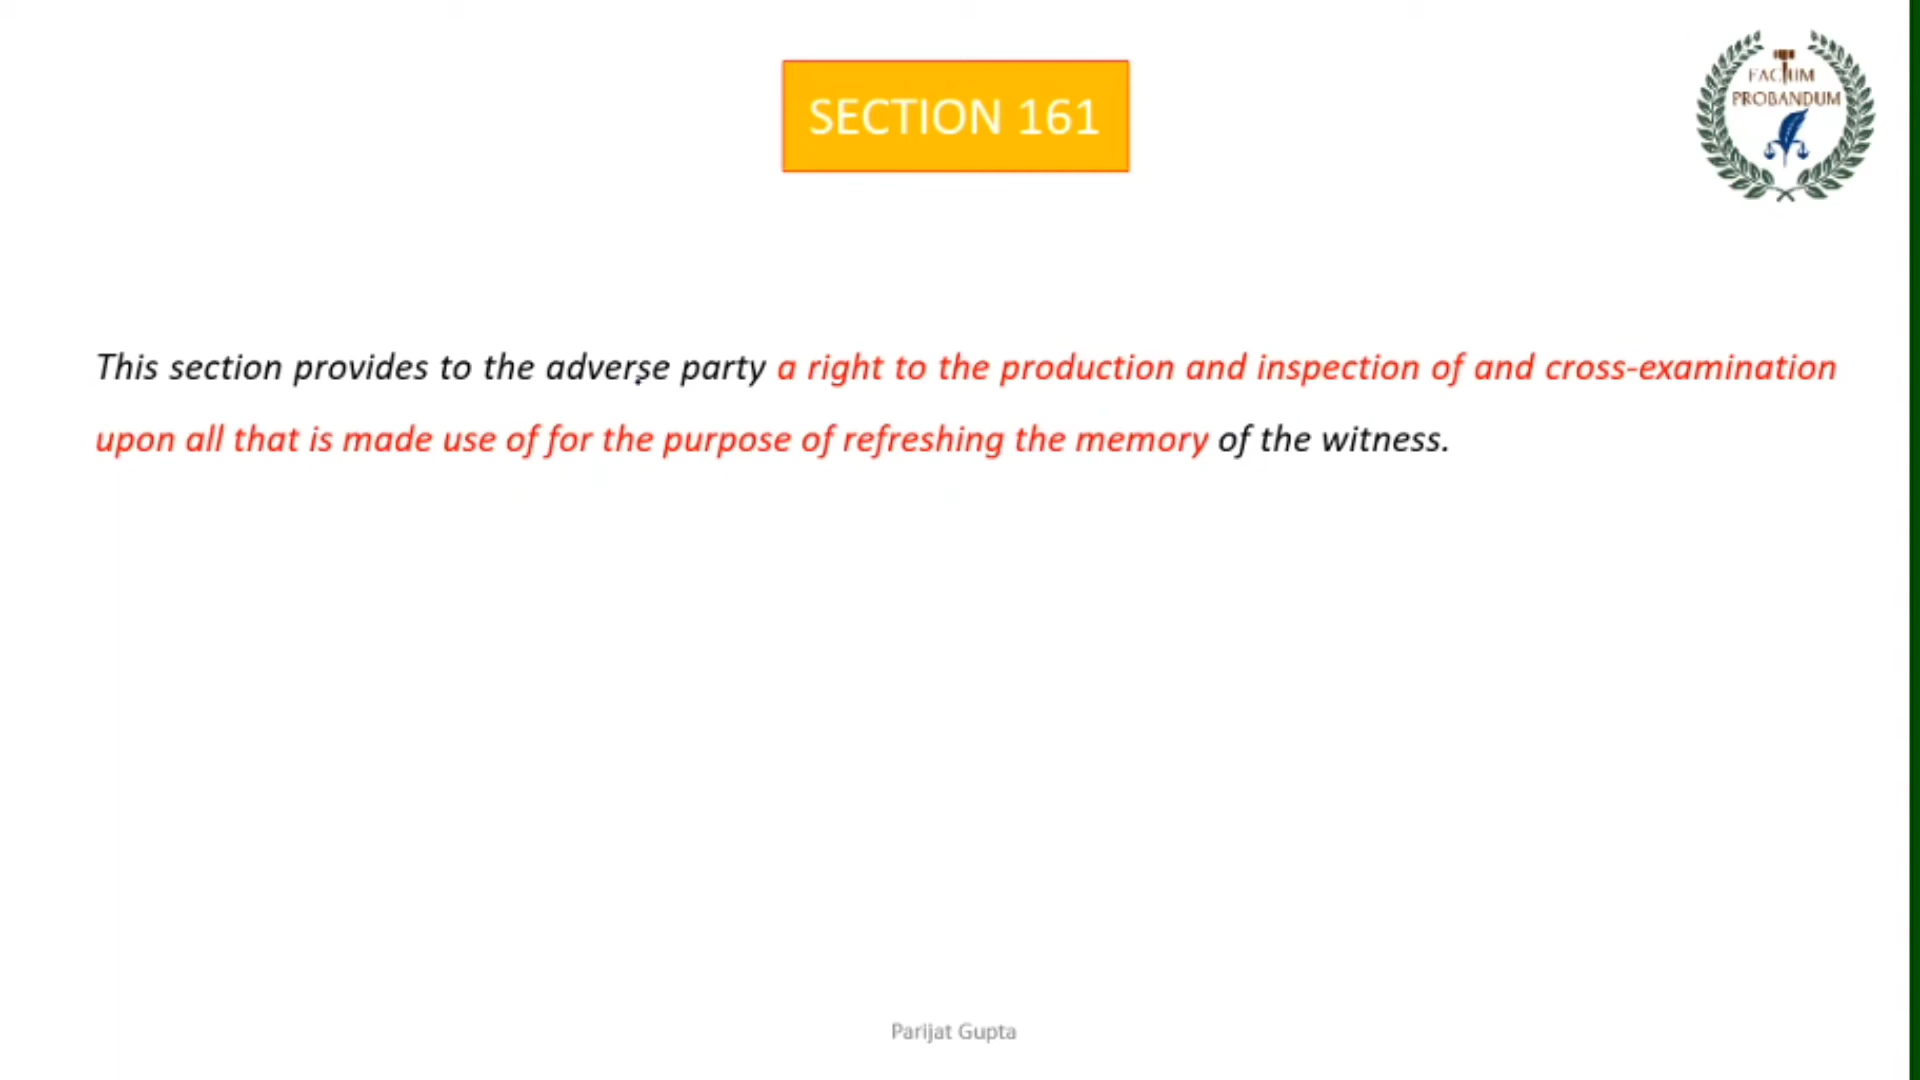 SECTION 161
FACTUM
PROBANDUM
This section provides to the adverse party a right to the production and inspection of and cross-examination
upon all that is made use of for the purpose of refreshing the memory of the witness.
Parijat Gupta